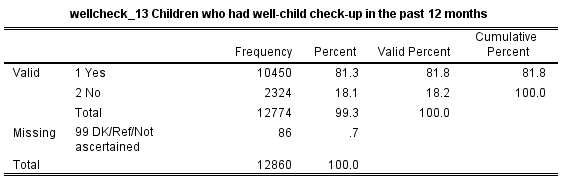 wellcheck_13 Children who had well-child check-up in the past 12 months
Frequency Percent Valid Percent Cumulative Percent
Valid 1 Yes 10450 81.3 81.8 81.8
2 No 2324 18.1 18.2 100.0
Total 12774 99.3 100.0
Missing 99 DK/Ref/Not ascertained 86 .7
Total 12860 100.0